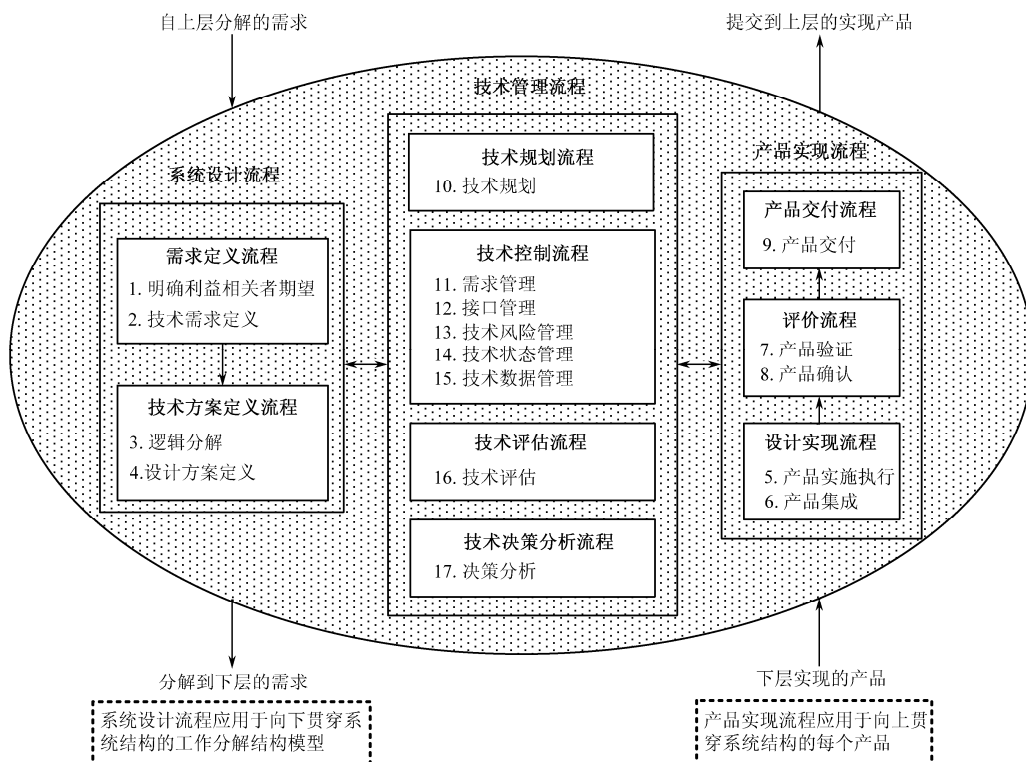 自上层分解的需求
提交到上层的实现产品
技术管理流程
系统设计流程
需求定义流程
1. 明确利益相关者期望
2. 技术需求定义
技术方案定义流程
3. 逻辑分解
4.设计方案定义
技术规划流程
10. 技术规划
技术控制流程
11. 需求管理
12. 接口管理
13. 技术风险管理
14. 技术状态管理
15. 技术数据管理
技术评估流程
16. 技术评估
技术决策分析流程
17. 决策分析
产品实现流程
产品交付流程
9. 产品交付
评价流程
7. 产品验证
8. 产品确认
设计实现流程
5. 产品实施执行
6. 产品集成
分解到下层的需求
系统设计流程应用于向下贯穿系
统结构的工作分解结构模型
下层实现的产品
产品实现流程应用于向上贯
穿系统结构的每个产品